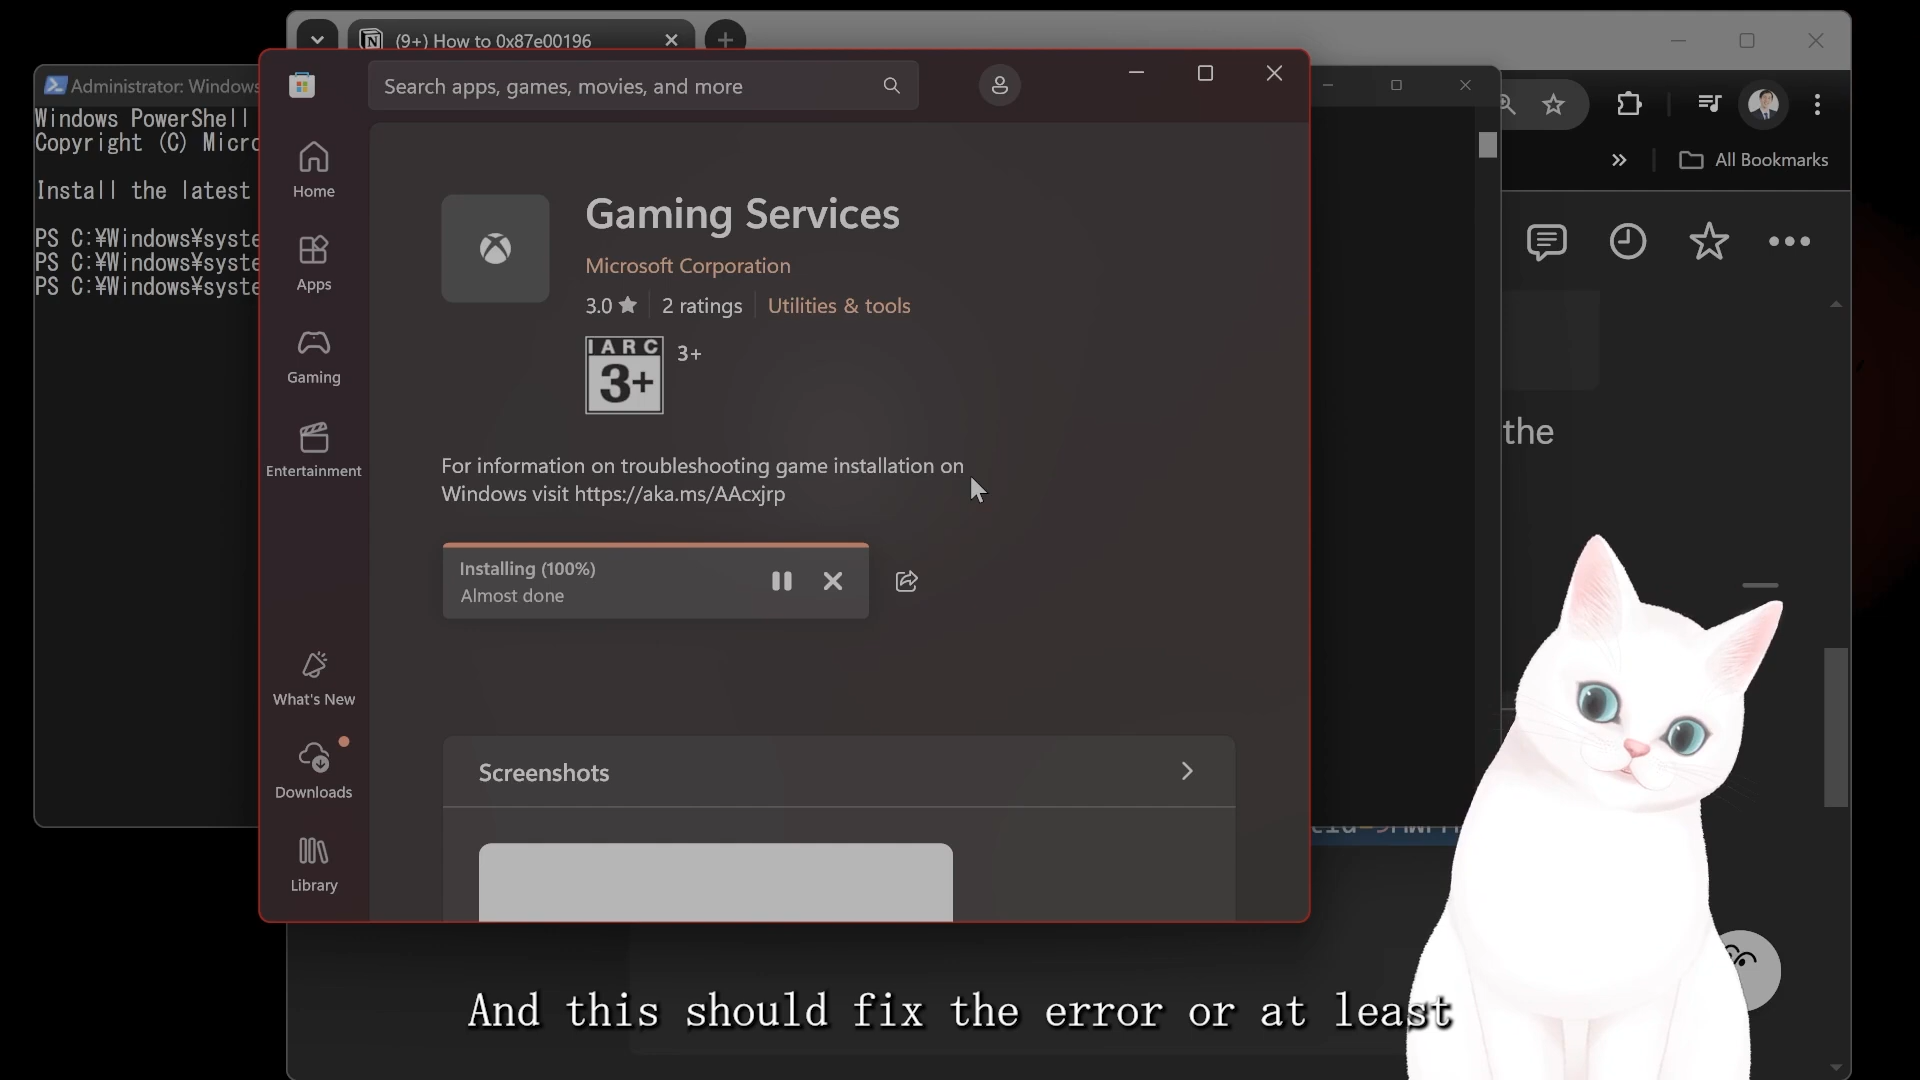 (9+) How to 0x87e00196
Administrator: Windows
Windows PowerShell
Copyright (C) Micro
Install the latest
PS C:¥Windows¥syste
PS C:¥Windows¥syste
PS C:¥Windows¥syste
Search apps, games, movies, and more
All Bookmarks
Home
Apps
Gaming
Entertainment
What's New
Downloads
Library
Gaming Services
Microsoft Corporation
3.0 ★ 2 ratings Utilities & tools
IARC
3+
3+
For information on troubleshooting game installation on
Windows visit https://aka.ms/AAcxjrp
Installing (100%)
Almost done
Screenshots
the
And this should fix the error or at least